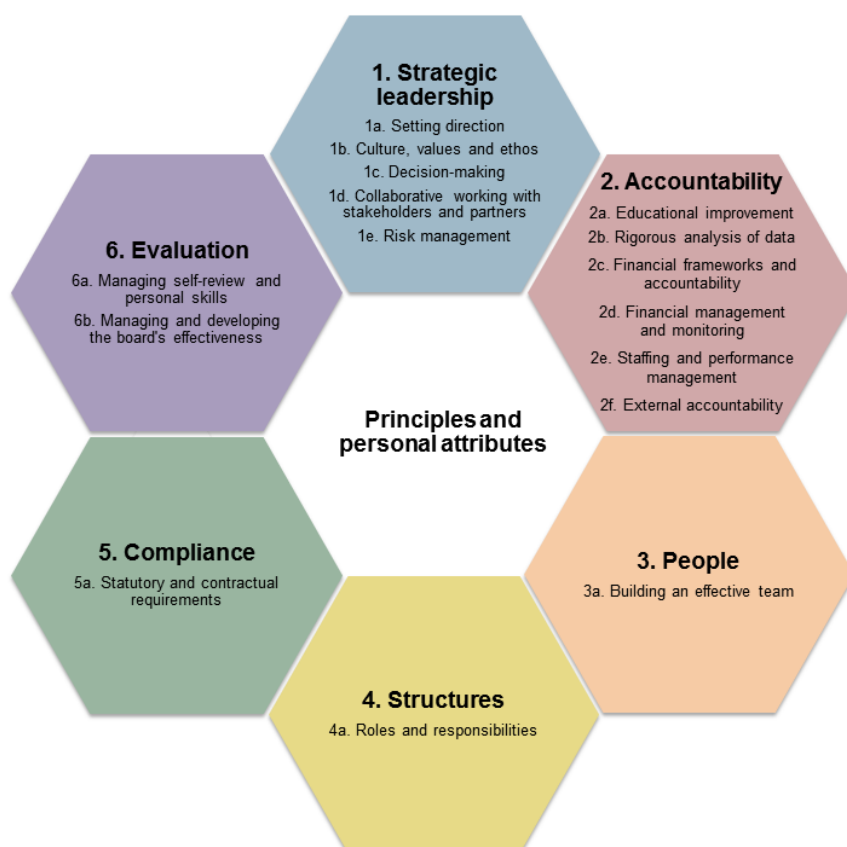 1. Strategic
leadership
1a. Setting direction
1b. Culture, values and ethos
1c. Decision-making
1d. Collaborative working with
stakeholders and partners
1e. Risk management
2. Accountability
2a. Educational improvement
2b. Rigorous analysis of data
2c. Financial frameworks and
accountability
2d. Financial management
and monitoring
2e. Staffing and performance
management
2f. External accountability
3. People
3a. Building an effective team
4. Structures
4a. Roles and responsibilities
5. Compliance
5a. Statutory and contractual
requirements
6. Evaluation
6a. Managing self-review and
personal skills
6b. Managing and developing
the board's effectiveness
Principles and
personal attributes